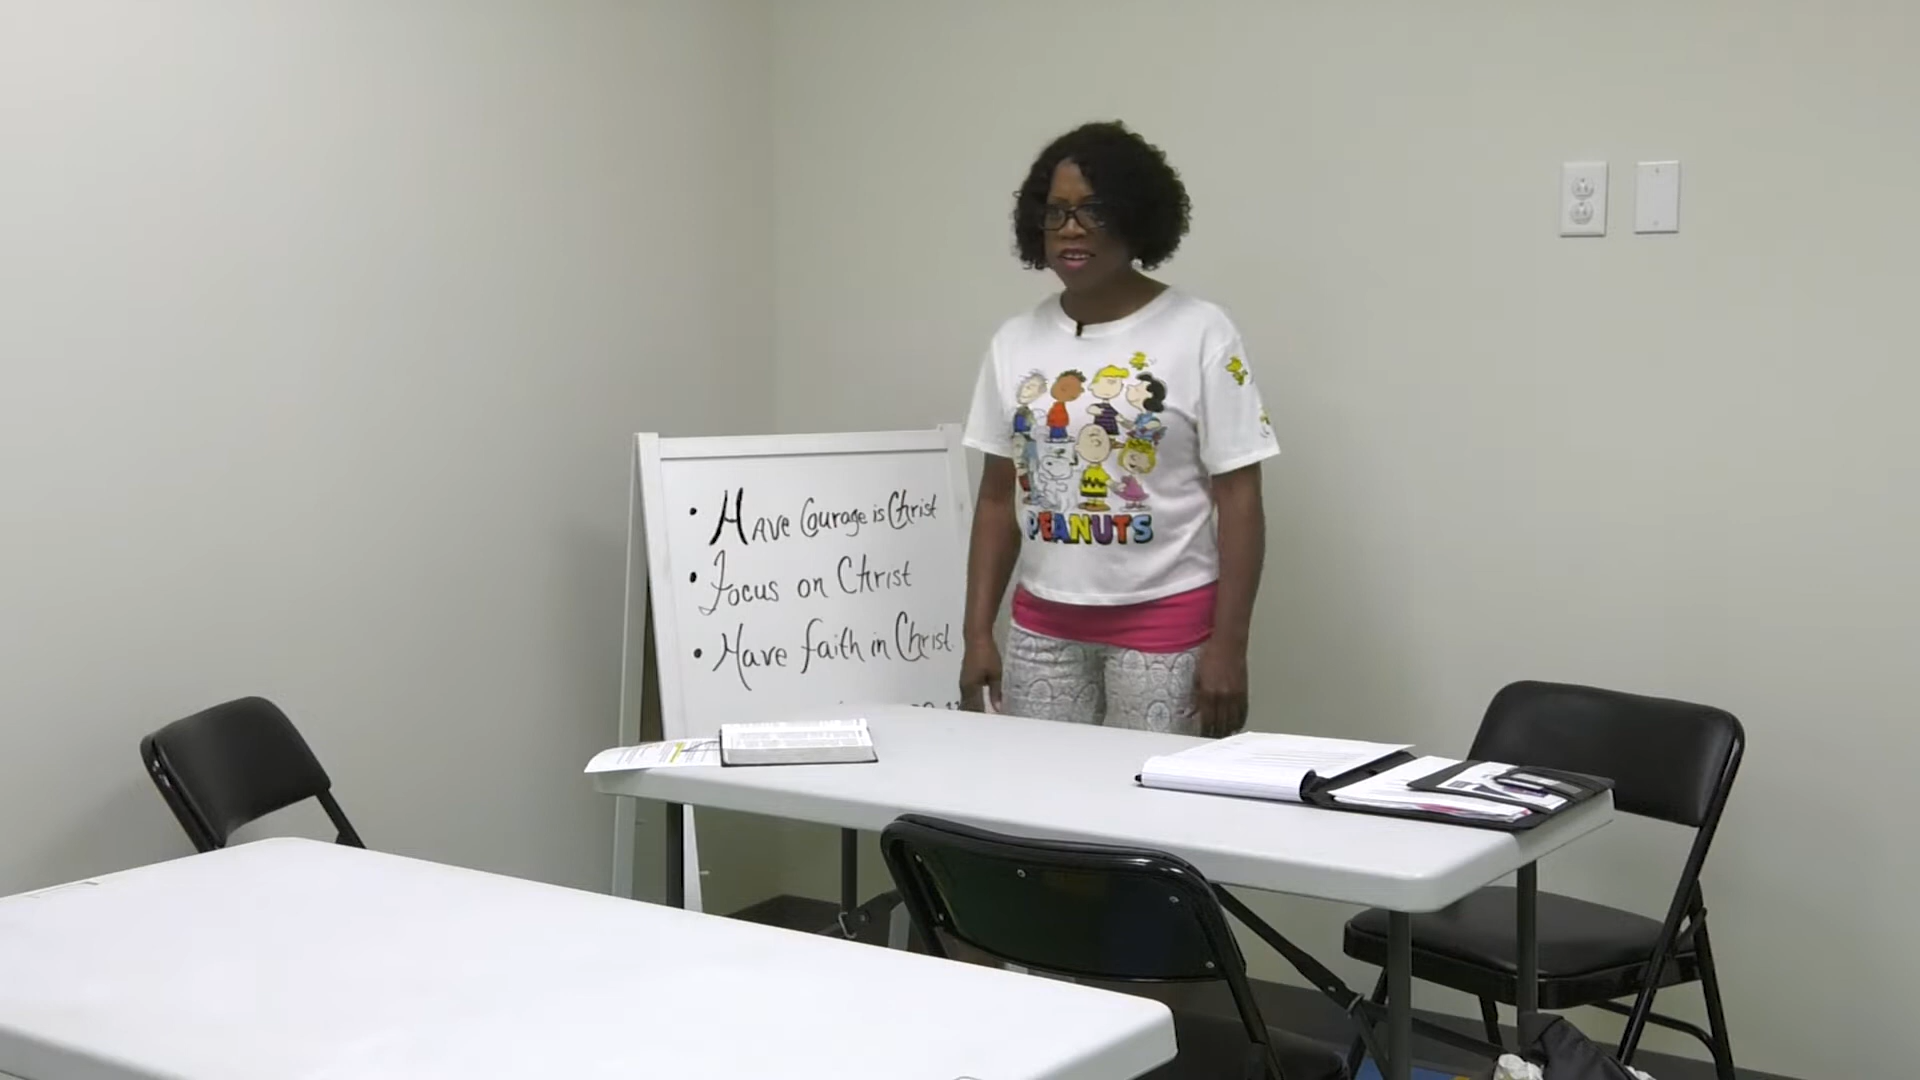 • Have Courage is Christ
• Focus on Christ
• Have faith in Christ.
PEANUTS